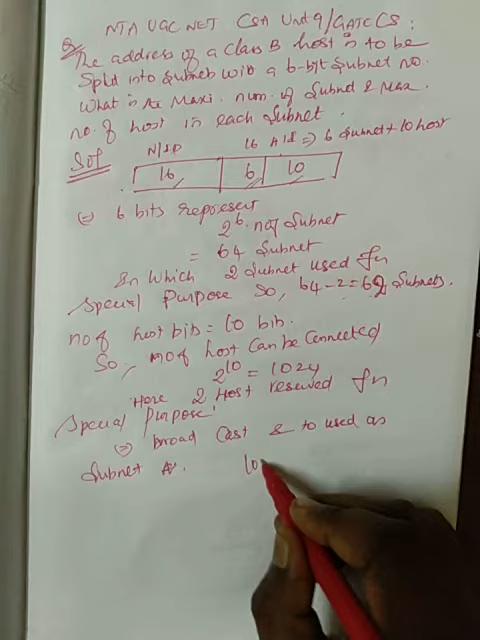 NTA UGC NET CSA Unit 9/GATE CS:
Q. The address of a class B host is to be
Split into Subnets with a 6-bit Subnet no.
What is the Maxi. num. of Subnet & Max.
no. of host in each Subnet.
Sol
N/ID 16 H/ID => 6 Subnet + 10 host
16 6 10
6 bits represent
2^6 no of Subnet
= 64 Subnet
In which 2 Subnet used for
Special Purpose So, 64-2=62 Subnets.
no of host bits = 10 bits.
So, no of host Can be Connected
2^10 = 1024
Here 2 Host reserved for
Special Purpose.
=> broad Cast & to used as
Subnet 10